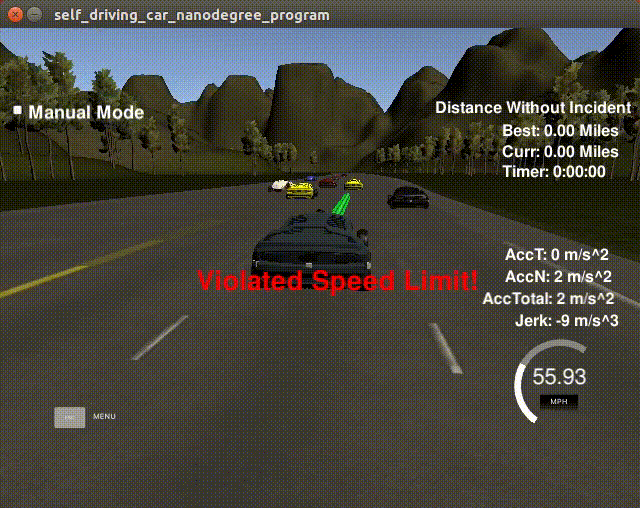 self_driving_car_nanodegree_program
Manual Mode
Distance Without Incident
Best: 0.00 Miles
Curr: 0.00 Miles
Timer: 0:00:00
Violated Speed Limit!
AccT: 0 m/s^2
AccN: 2 m/s^2
AccTotal: 2 m/s^2
Jerk: -9 m/s^3
55.93
MPH
MENU